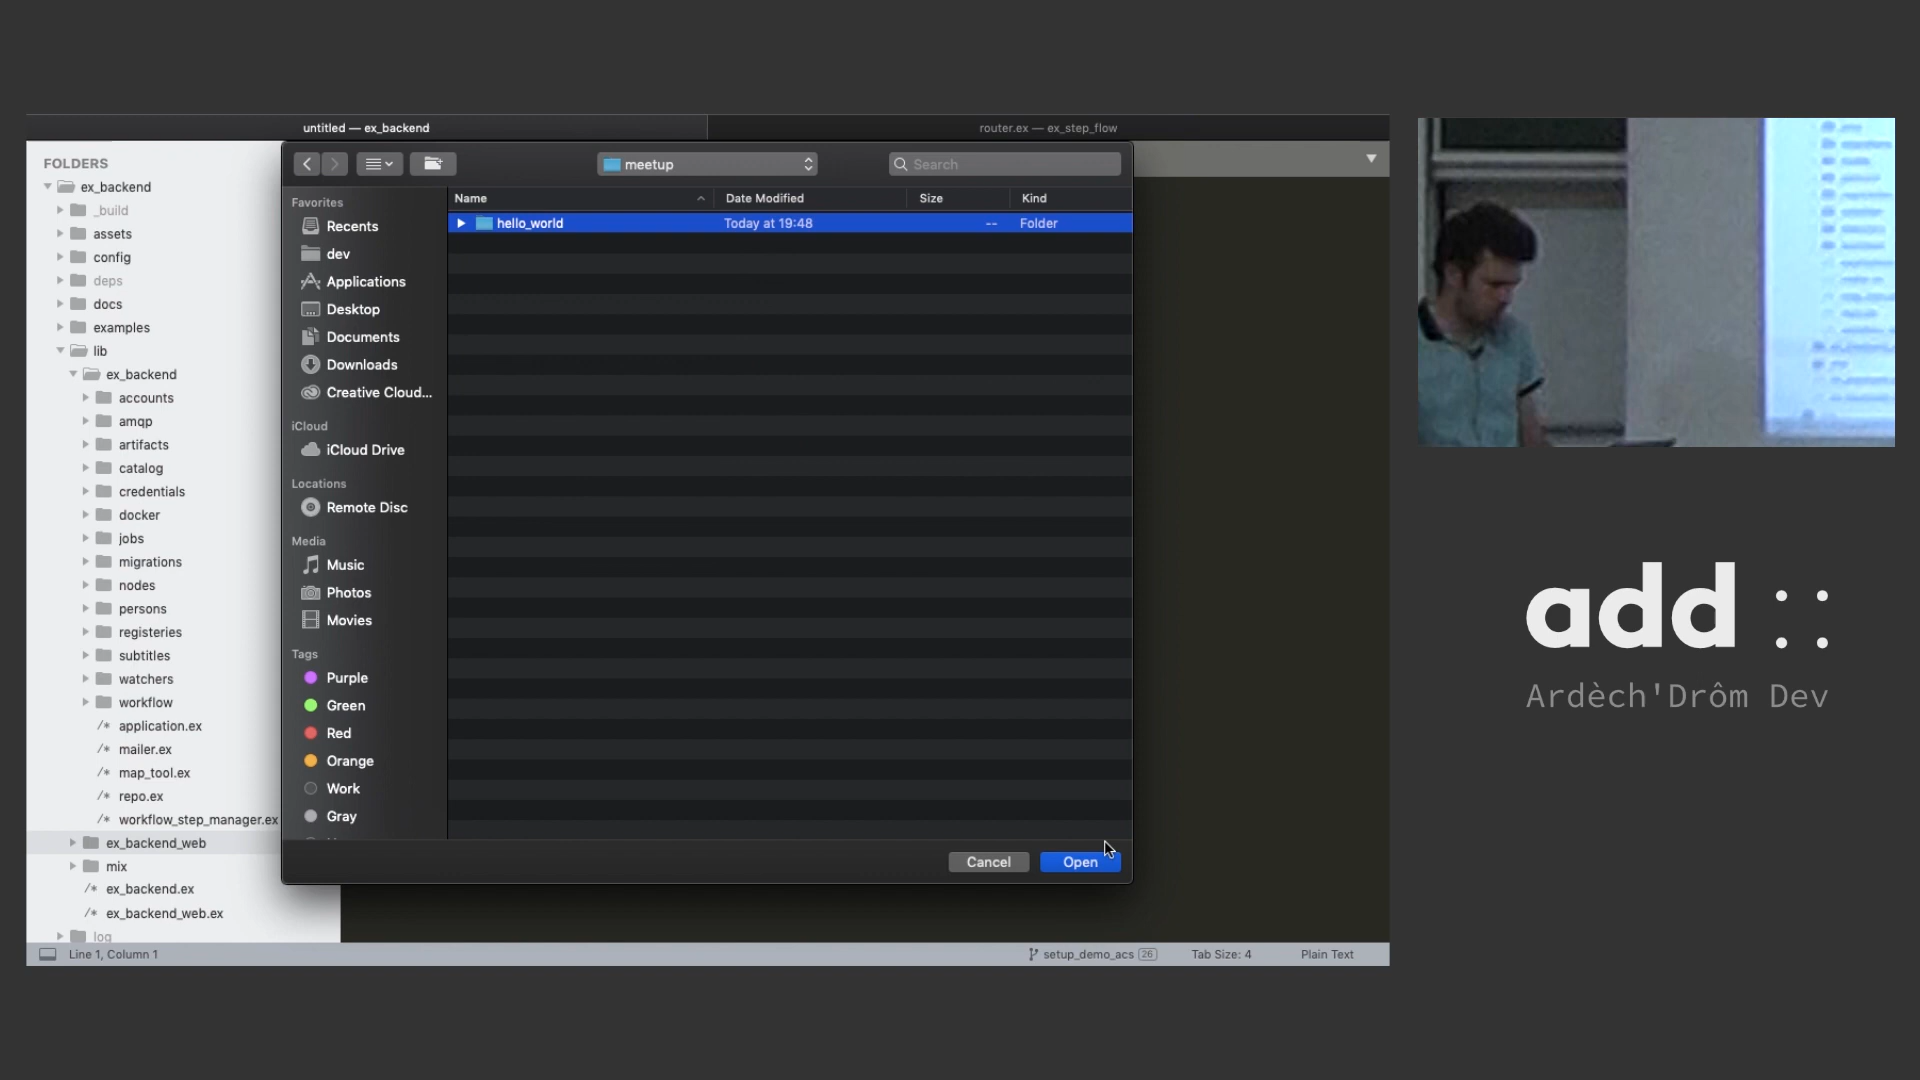 untitled — ex_backend
router.ex — ex_step_flow
FOLDERS
ex_backend
_build
assets
config
deps
docs
examples
lib
ex_backend
accounts
amqp
artifacts
catalog
credentials
docker
jobs
migrations
nodes
persons
registeries
subtitles
watchers
workflow
/* application.ex
/* mailer.ex
/* map_tool.ex
/* repo.ex
/* workflow_step_manager.ex
ex_backend_web
mix
/* ex_backend.ex
/* ex_backend_web.ex
log
meetup
Search
Favorites
Recents
dev
Applications
Desktop
Documents
Downloads
Creative Cloud...
iCloud
iCloud Drive
Locations
Remote Disc
Media
Music
Photos
Movies
Tags
Purple
Green
Red
Orange
Work
Gray
Name Date Modified Size Kind
hello_world Today at 19:48 -- Folder
Cancel Open
Line 1, Column 1 setup_demo_acs 26 Tab Size: 4 Plain Text
add ::
Ardèch'Drôm Dev